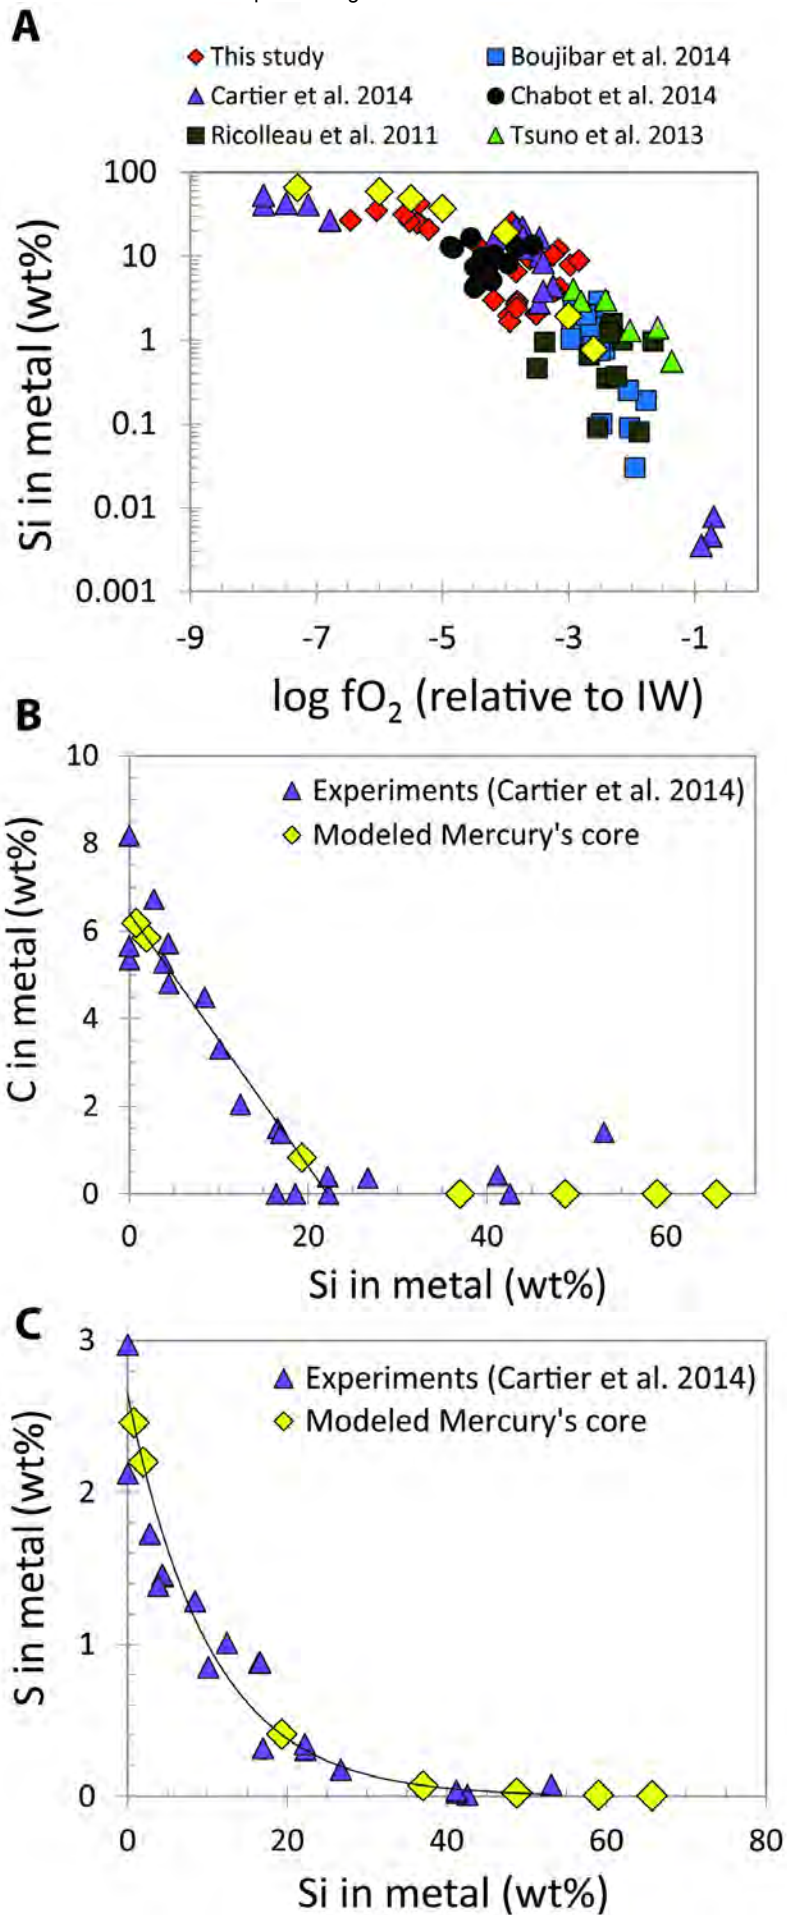 A
This study
Boujibar et al. 2014
Cartier et al. 2014
Chabot et al. 2014
Ricolleau et al. 2011
Tsuno et al. 2013
Si in metal (wt%)
100
10
1
0.1
0.01
0.001
-9 -7 -5 -3 -1
log fO₂ (relative to IW)
B
C in metal (wt%)
10
8
6
4
2
0
Experiments (Cartier et al. 2014)
Modeled Mercury's core
0 20 40 60
Si in metal (wt%)
C
S in metal (wt%)
3
2
1
0
Experiments (Cartier et al. 2014)
Modeled Mercury's core
0 20 40 60 80
Si in metal (wt%)